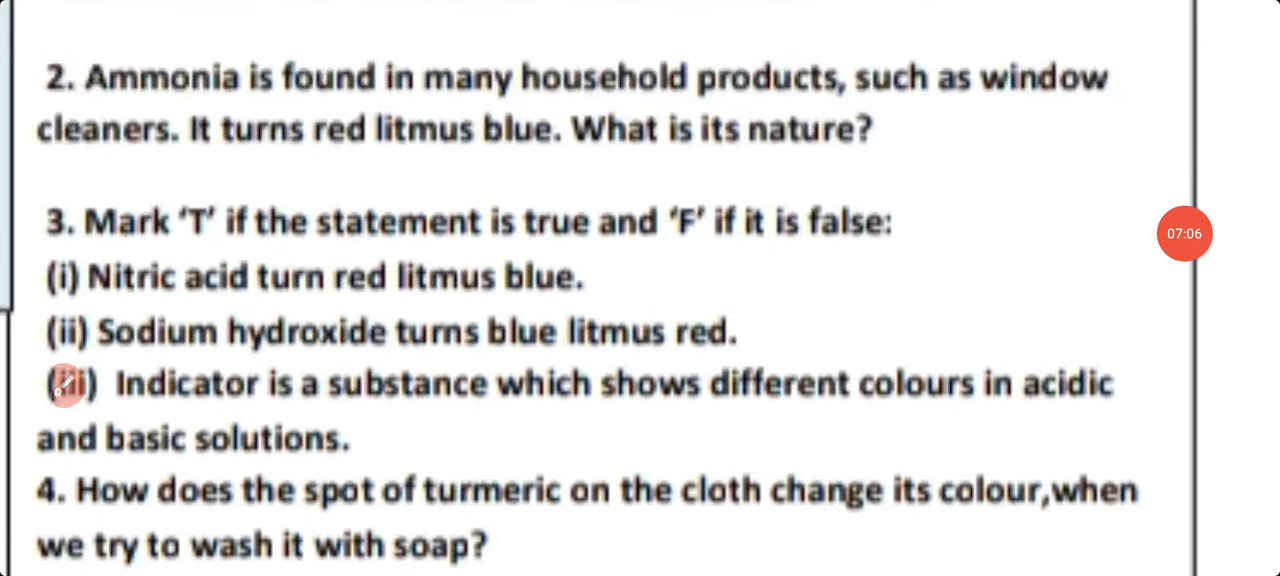 2. Ammonia is found in many household products, such as window
cleaners. It turns red litmus blue. What is its nature?
3. Mark ‘T’ if the statement is true and ‘F’ if it is false:
(i) Nitric acid turn red litmus blue.
07:06
(ii) Sodium hydroxide turns blue litmus red.
(iii) Indicator is a substance which shows different colours in acidic
and basic solutions.
4. How does the spot of turmeric on the cloth change its colour,when
we try to wash it with soap?